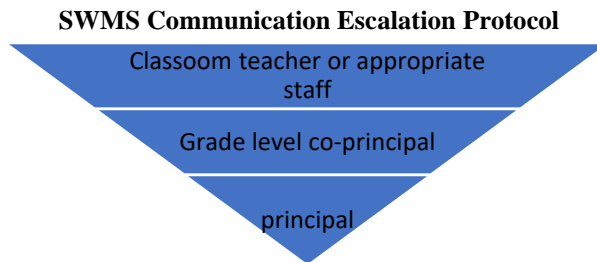 SWMS Communication Escalation Protocol
Classoom teacher or appropriate
staff
Grade level co-principal
principal